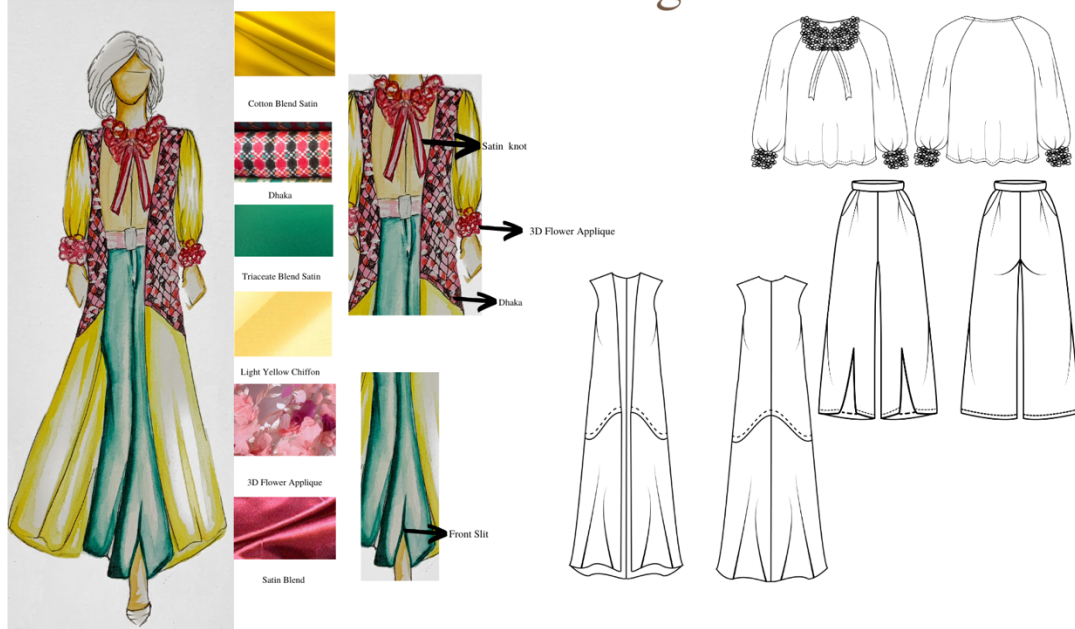 Cotton Blend Satin
Dhaka
Triaceate Blend Satin
Light Yellow Chiffon
3D Flower Applique
Satin Blend
Satin knot
3D Flower Applique
Dhaka
Front Slit